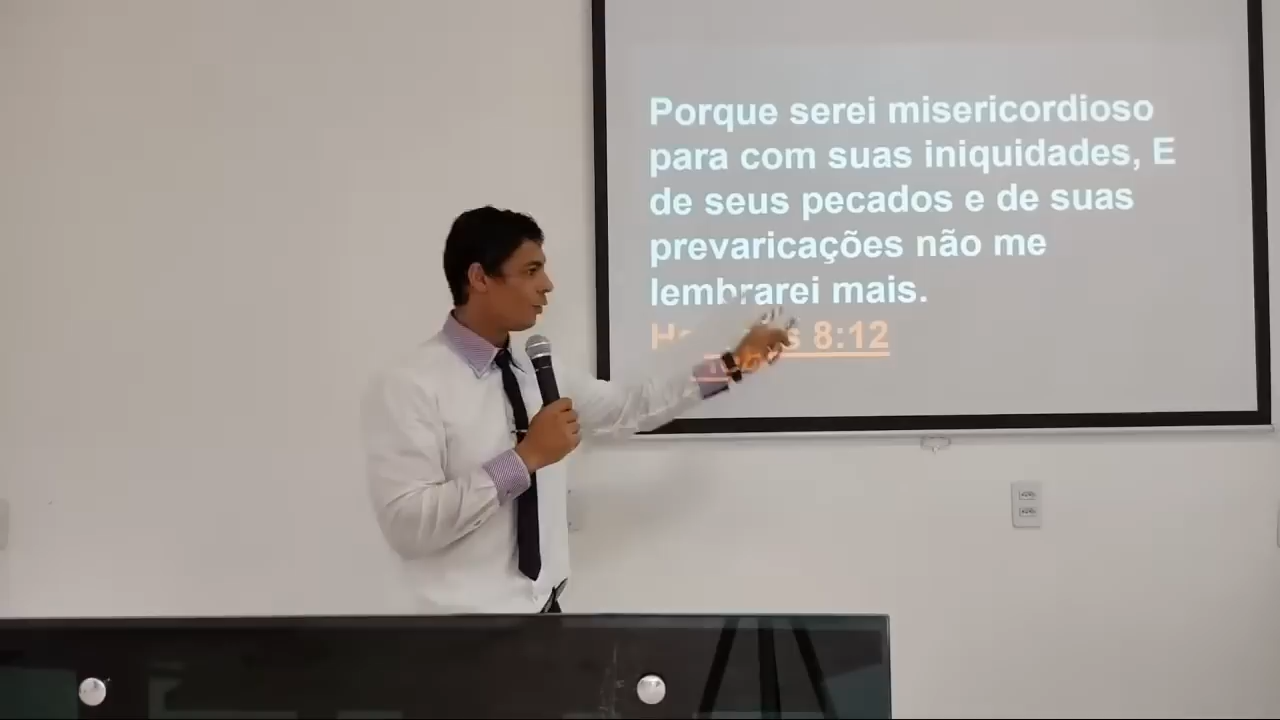 Porque serei misericordioso
para com suas iniquidades, E
de seus pecados e de suas
prevaricações não me
lembrarei mais.
8:12